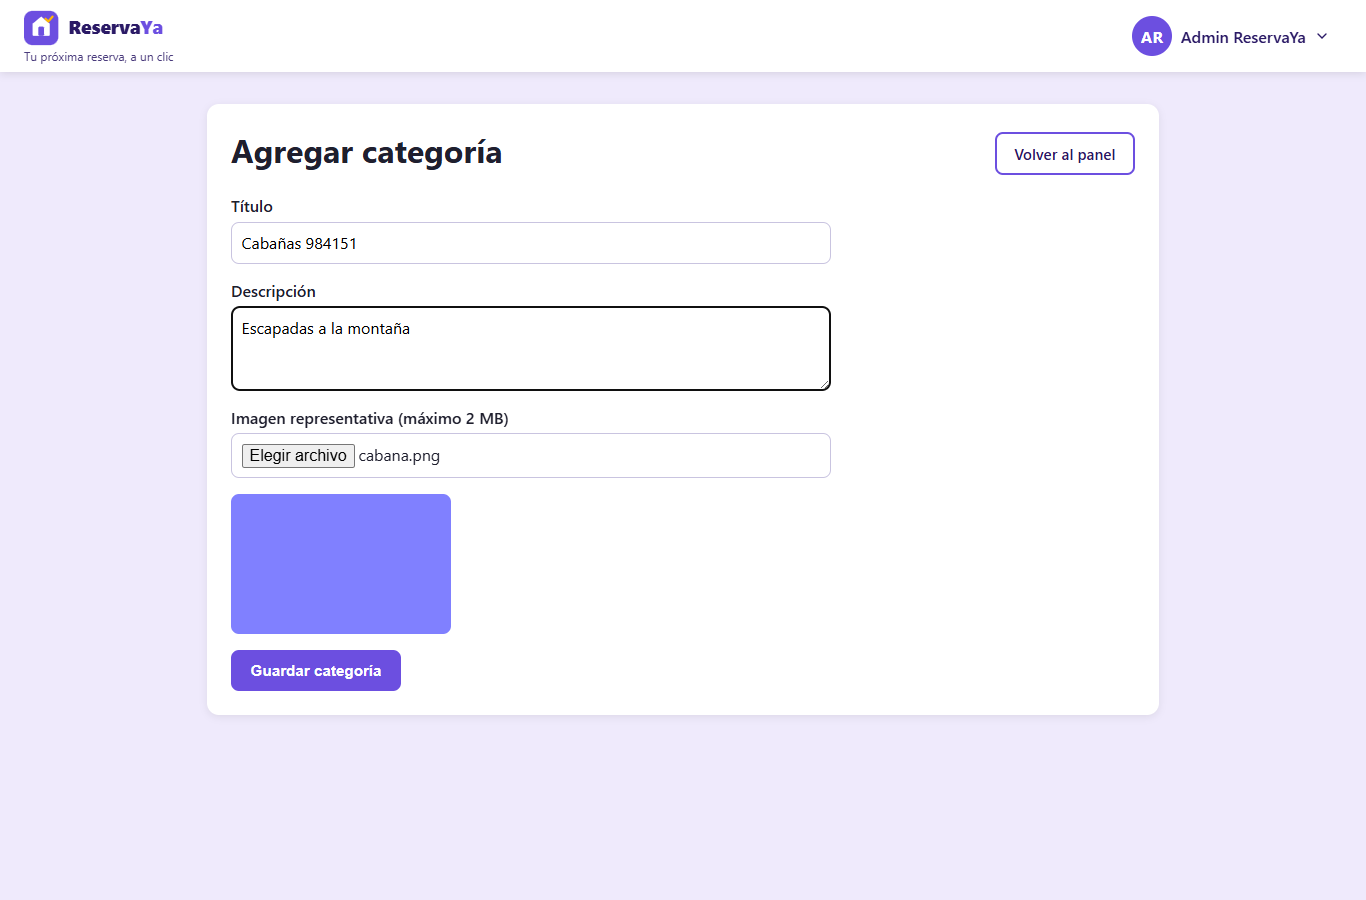 ReservaYa
Tu próxima reserva, a un clic
AR
Admin ReservaYa
Agregar categoría
Volver al panel
Título
Cabañas 984151
Descripción
Escapadas a la montaña
Imagen representativa (máximo 2 MB)
Elegir archivo cabana.png
Guardar categoría